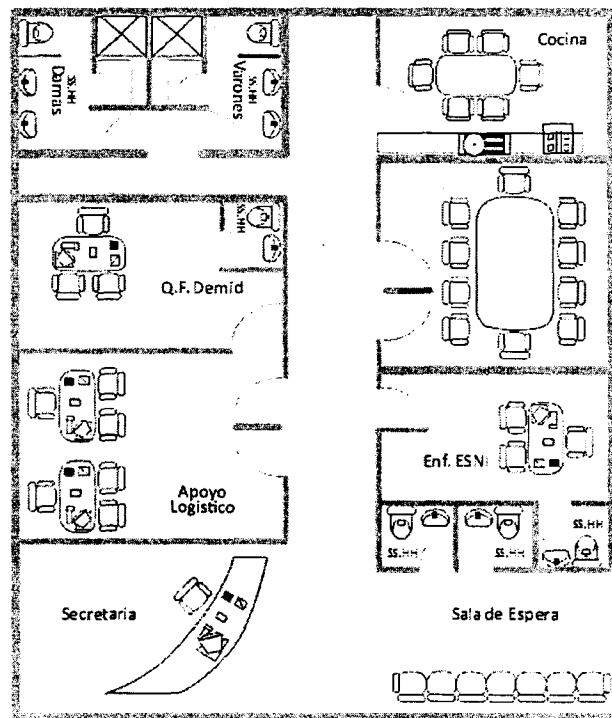 SS.HH
Damas
SS.HH
Varones
Cocina
SS.HH
Q.F. Demid
Enf. ESNI
Apoyo
Logístico
SS.HH
SS.HH
SS.HH
Secretaria
Sala de Espera